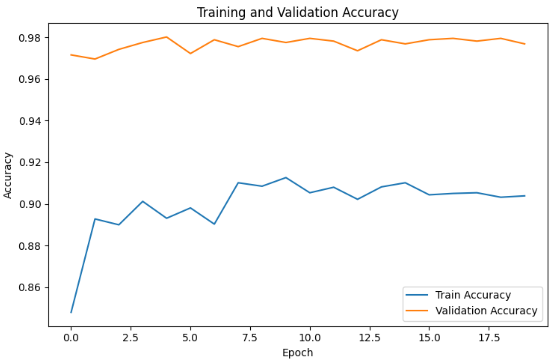 Training and Validation Accuracy
Accuracy
0.98
0.96
0.94
0.92
0.90
0.88
0.86
Train Accuracy
Validation Accuracy
0.0 2.5 5.0 7.5 10.0 12.5 15.0 17.5
Epoch